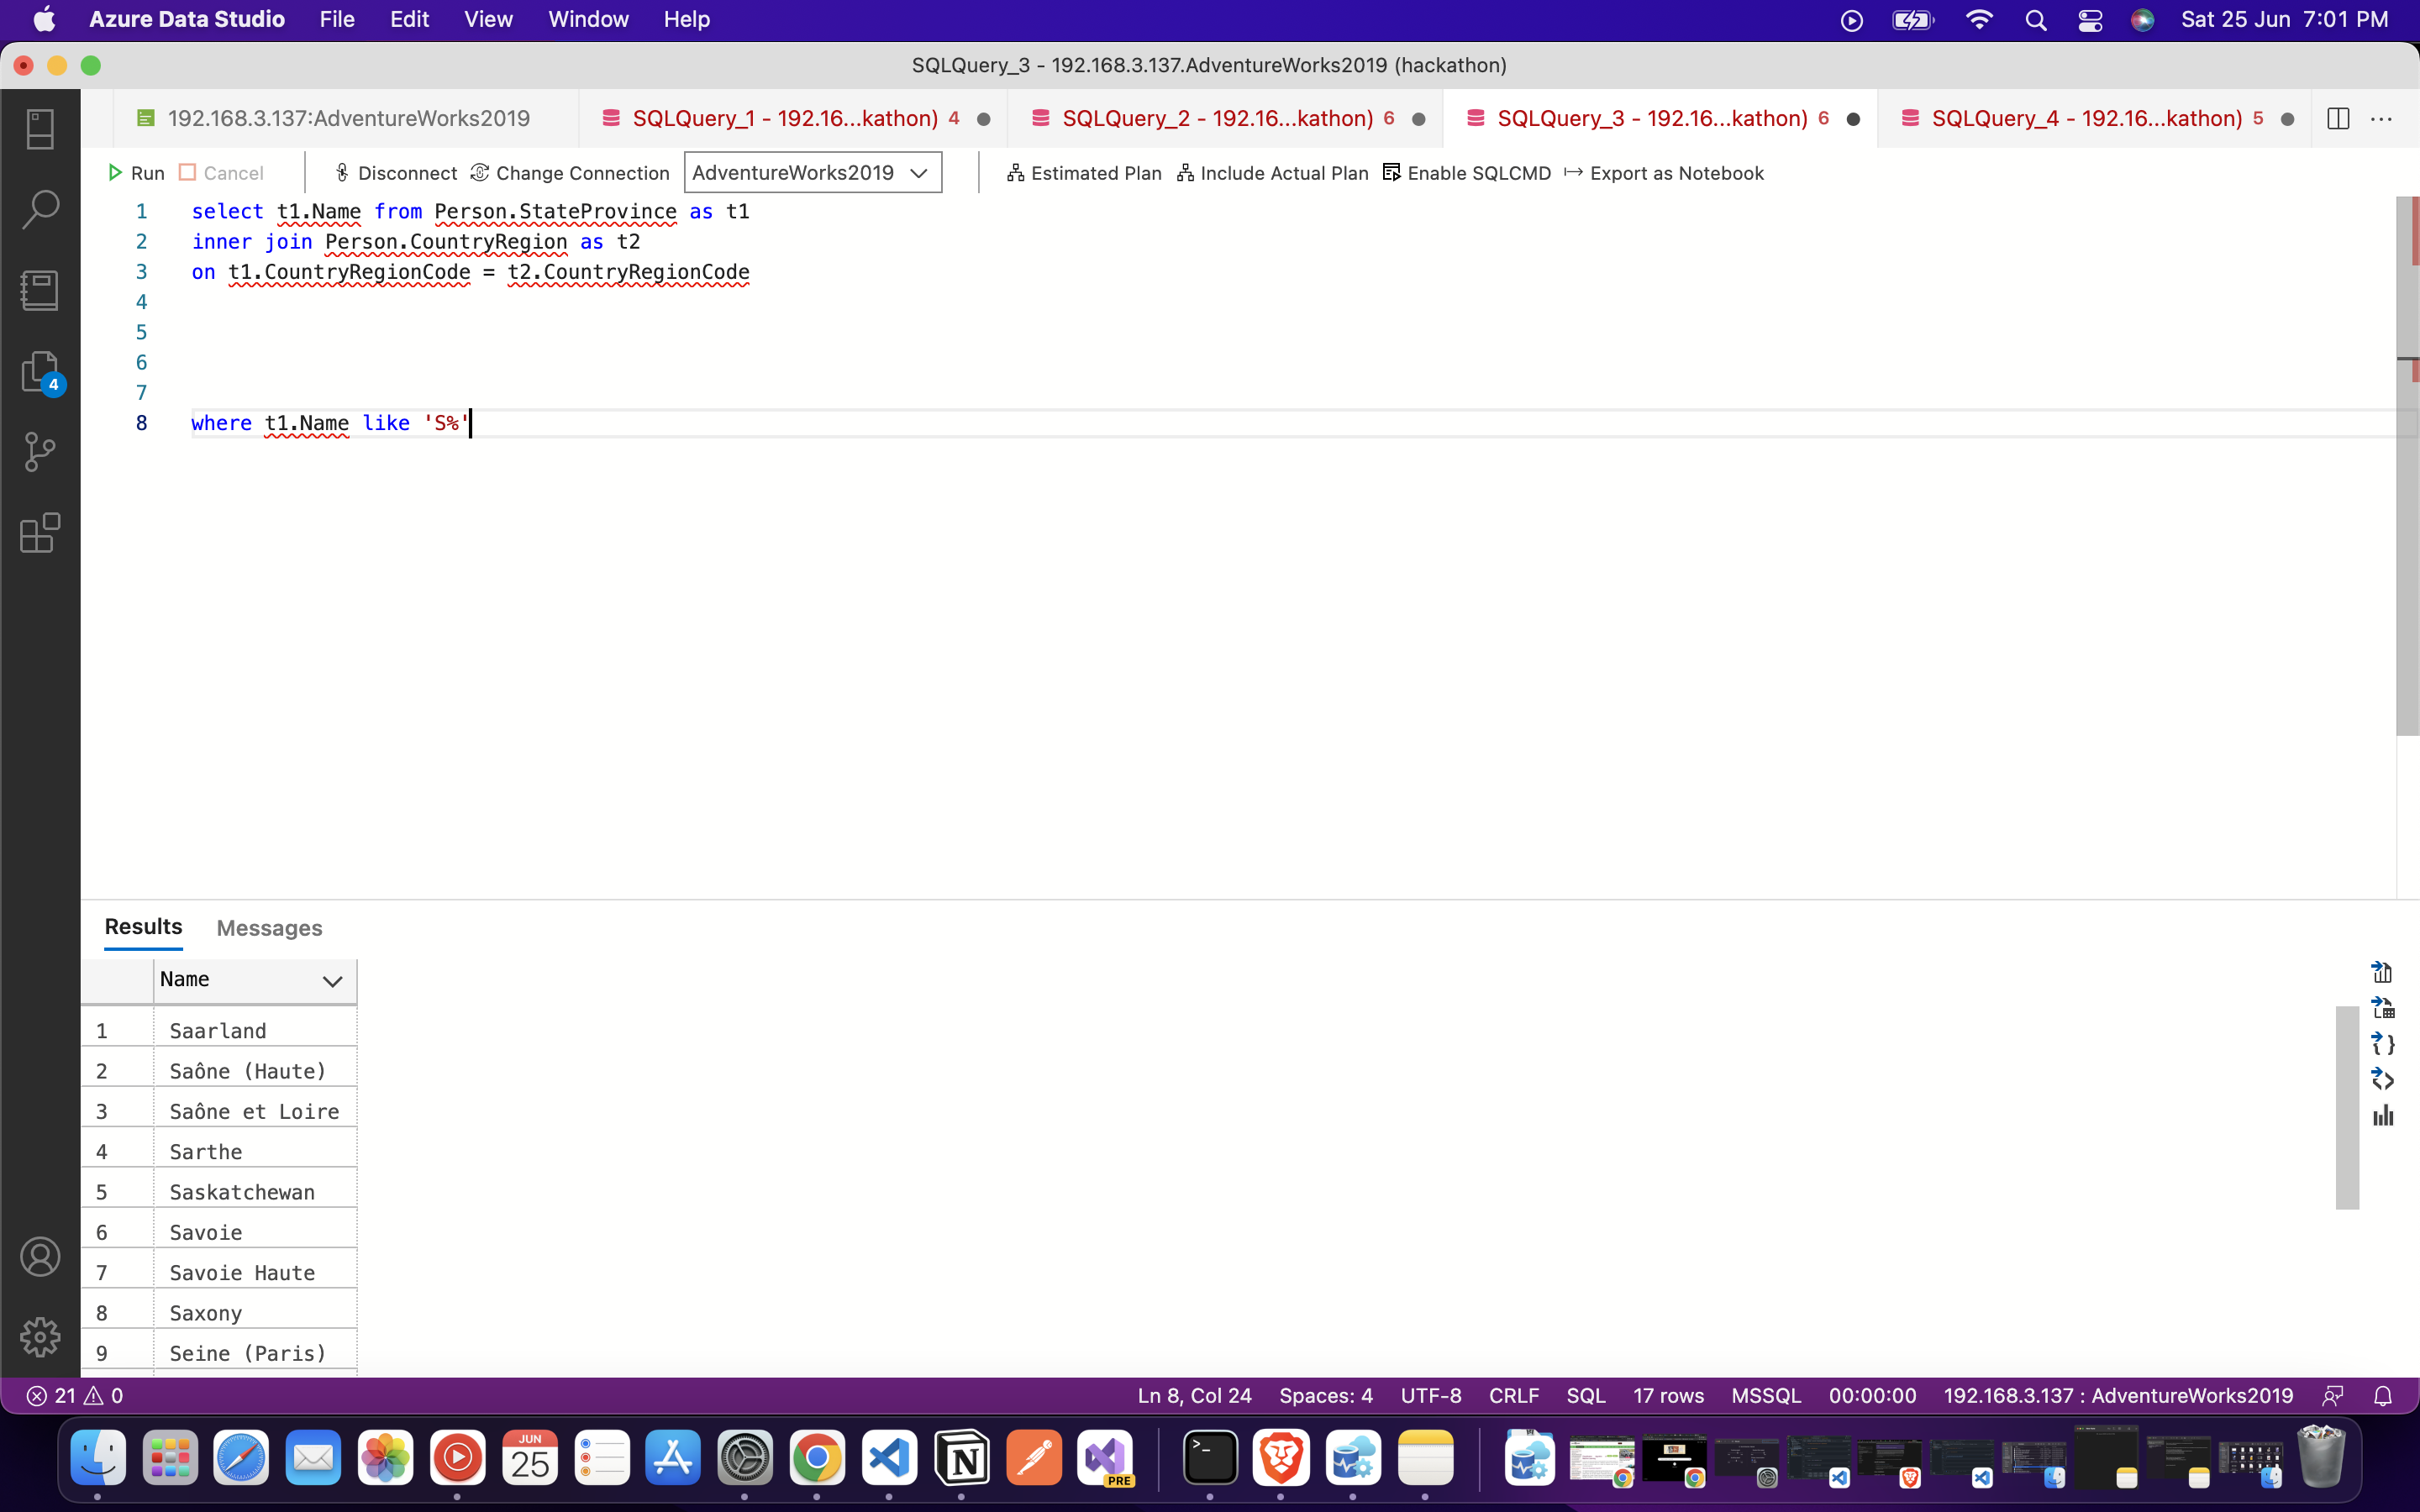 Azure Data Studio File Edit View Window Help Sat 25 Jun 7:01 PM
SQLQuery_3 - 192.168.3.137.AdventureWorks2019 (hackathon)
192.168.3.137:AdventureWorks2019 SQLQuery_1 - 192.16...kathon) 4 SQLQuery_2 - 192.16...kathon) 6 SQLQuery_3 - 192.16...kathon) 6 SQLQuery_4 - 192.16...kathon) 5
Run Cancel Disconnect Change Connection AdventureWorks2019 Estimated Plan Include Actual Plan Enable SQLCMD Export as Notebook
1 select t1.Name from Person.StateProvince as t1
2 inner join Person.CountryRegion as t2
3 on t1.CountryRegionCode = t2.CountryRegionCode
4
5
6
7
8 where t1.Name like 'S%'
4
Results Messages
Name
1 Saarland
2 Saône (Haute)
3 Saône et Loire
4 Sarthe
5 Saskatchewan
6 Savoie
7 Savoie Haute
8 Saxony
9 Seine (Paris)
21 0 Ln 8, Col 24 Spaces: 4 UTF-8 CRLF SQL 17 rows MSSQL 00:00:00 192.168.3.137 : AdventureWorks2019
JUN
25
PRE